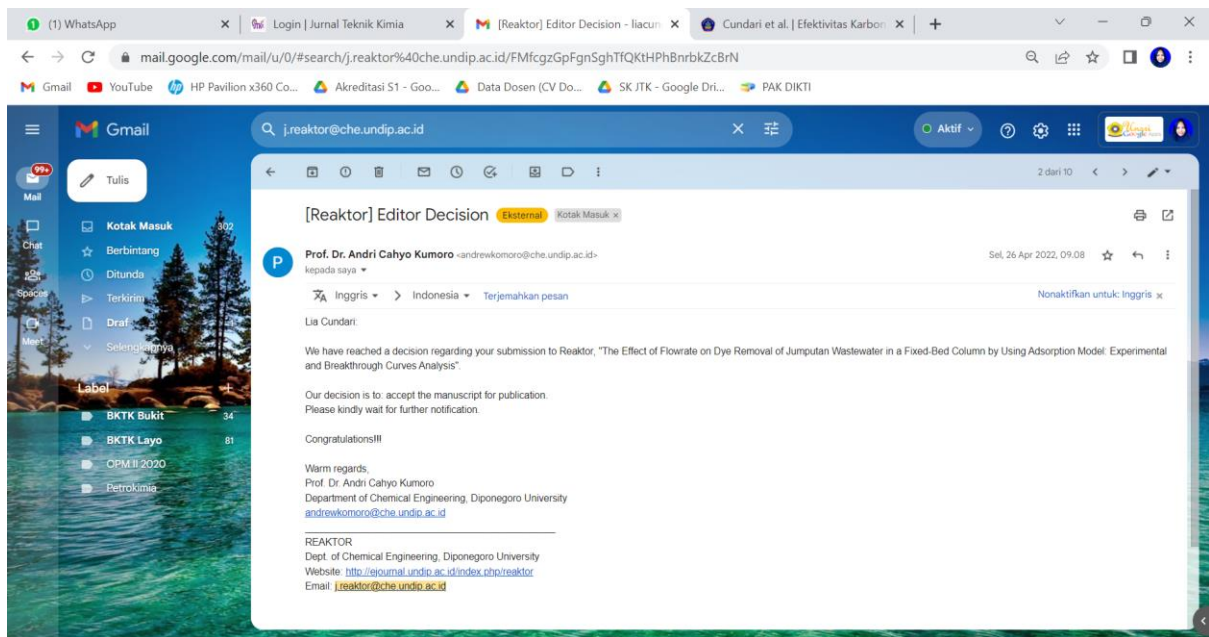 (1) WhatsApp
Login | Jurnal Teknik Kimia
[Reaktor] Editor Decision - liacun
Cundari et al. | Efektivitas Karbon
mail.google.com/mail/u/0/#search/j.reaktor%40che.undip.ac.id/FMfcgzGpFgnSghTfQKtHPhBnrbkZcBrN
Gmail
YouTube
HP Pavilion x360 Co...
Akreditasi S1 - Goo...
Data Dosen (CV Do...
SK JTK - Google Dri...
PAK DIKTI
Gmail
j.reaktor@che.undip.ac.id
Aktif
99+
Mail
Chat
Spaces
Meet
Tulis
2 dari 10
Kotak Masuk 302
Berbintang
Ditunda
Terkirim
Draf
Selengkapnya
Label
BKTK Bukit 34
BKTK Layo 81
OPM II 2020
Petrokimia
[Reaktor] Editor Decision Eksternal Kotak Masuk ×
P
Prof. Dr. Andri Cahyo Kumoro <andrewkomoro@che.undip.ac.id>
Sel, 26 Apr 2022, 09.08
kepada saya
Inggris > Indonesia Terjemahkan pesan
Nonaktifkan untuk: Inggris ×
Lia Cundari:
We have reached a decision regarding your submission to Reaktor, "The Effect of Flowrate on Dye Removal of Jumputan Wastewater in a Fixed-Bed Column by Using Adsorption Model: Experimental
and Breakthrough Curves Analysis".
Our decision is to: accept the manuscript for publication.
Please kindly wait for further notification.
Congratulations!!!
Warm regards,
Prof. Dr. Andri Cahyo Kumoro
Department of Chemical Engineering, Diponegoro University
andrewkomoro@che.undip.ac.id
REAKTOR
Dept. of Chemical Engineering, Diponegoro University
Website: http://ejournal.undip.ac.id/index.php/reaktor
Email: j.reaktor@che.undip.ac.id